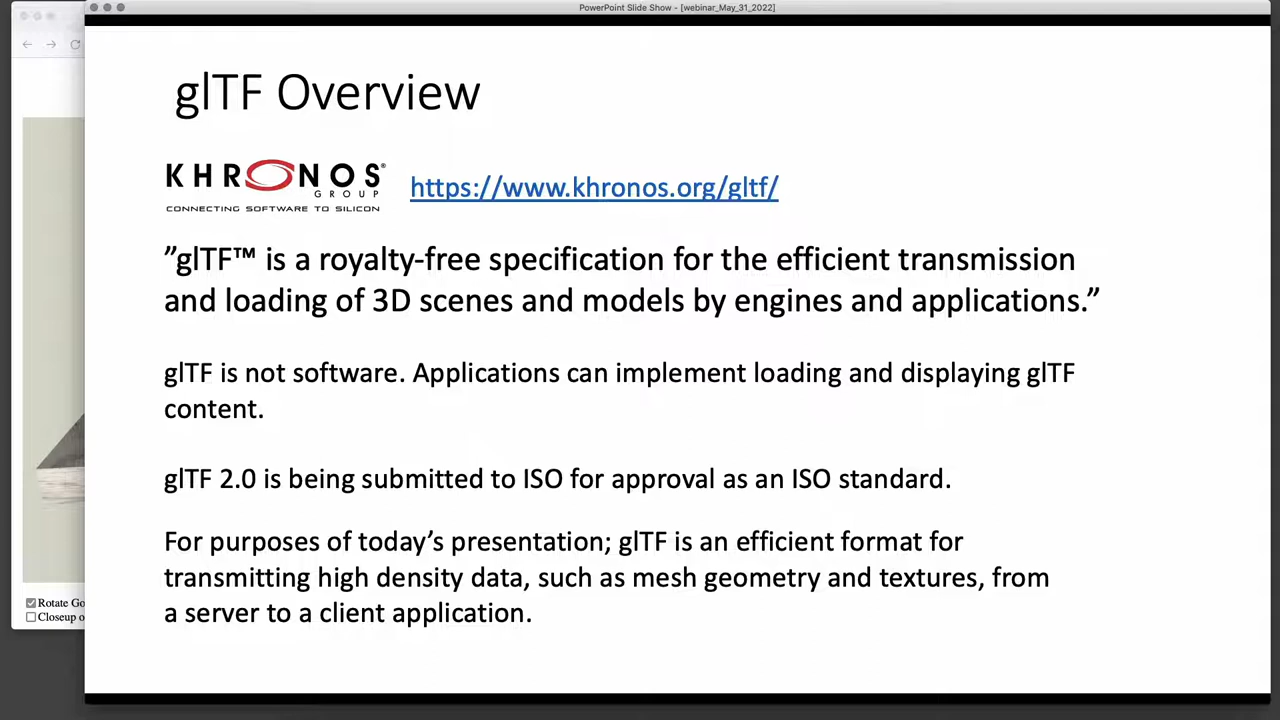 PowerPoint Slide Show - [webinar_May_31_2022]
glTF Overview
KHRONOS®
GROUP
CONNECTING SOFTWARE TO SILICON
https://www.khronos.org/gltf/
”glTF™ is a royalty-free specification for the efficient transmission
and loading of 3D scenes and models by engines and applications.”
glTF is not software. Applications can implement loading and displaying glTF
content.
glTF 2.0 is being submitted to ISO for approval as an ISO standard.
For purposes of today’s presentation; glTF is an efficient format for
transmitting high density data, such as mesh geometry and textures, from
a server to a client application.
Rotate Go
Closeup o